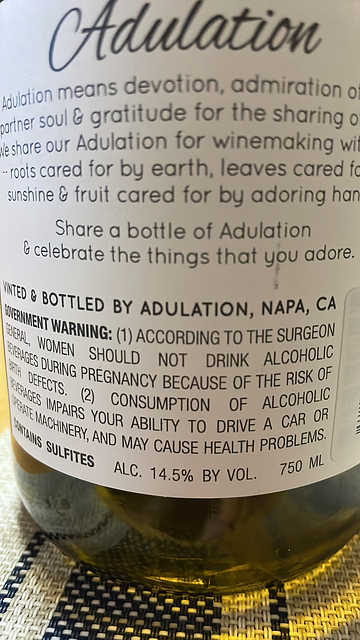 Adulation
Adulation means devotion, admiration of
partner soul & gratitude for the sharing o
We share our Adulation for winemaking wit
-- roots cared for by earth, leaves cared fo
sunshine & fruit cared for by adoring han
Share a bottle of Adulation
& celebrate the things that you adore.
VINTED & BOTTLED BY ADULATION, NAPA, CA
GOVERNMENT WARNING: (1) ACCORDING TO THE SURGEON
GENERAL, WOMEN SHOULD NOT DRINK ALCOHOLIC
BEVERAGES DURING PREGNANCY BECAUSE OF THE RISK OF
BIRTH DEFECTS. (2) CONSUMPTION OF ALCOHOLIC
BEVERAGES IMPAIRS YOUR ABILITY TO DRIVE A CAR OR
OPERATE MACHINERY, AND MAY CAUSE HEALTH PROBLEMS.
CONTAINS SULFITES ALC. 14.5% BY VOL. 750 ML